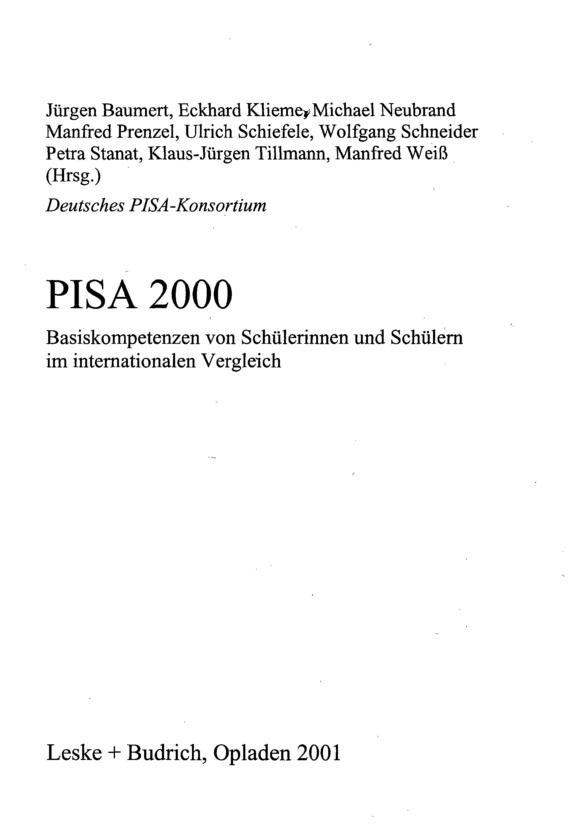 Jürgen Baumert, Eckhard Klieme, Michael Neubrand
Manfred Prenzel, Ulrich Schiefele, Wolfgang Schneider
Petra Stanat, Klaus-Jürgen Tillmann, Manfred Weiß
(Hrsg.)
Deutsches PISA-Konsortium
PISA 2000
Basiskompetenzen von Schülerinnen und Schülern
im internationalen Vergleich
Leske + Budrich, Opladen 2001